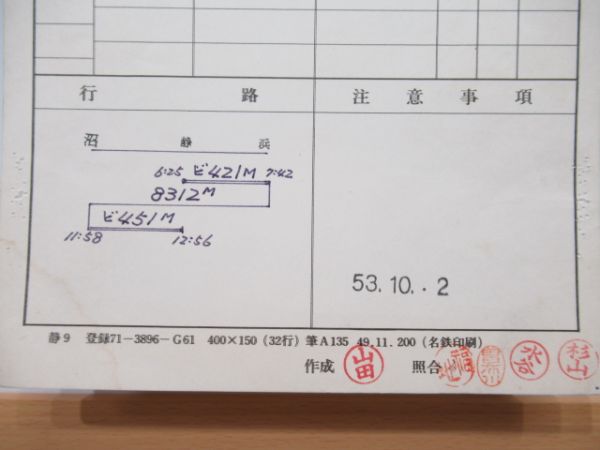 行路 注意事項
沼 静 浜
6:25 ビ421M 7:42
8312M
ビ451M
11:58 12:56
53.10.·2
静9 登録71-3896-G61 400×150 (32行) 筆A135 49.11.200 (名鉄印刷)
作成 山田 照合 杉山